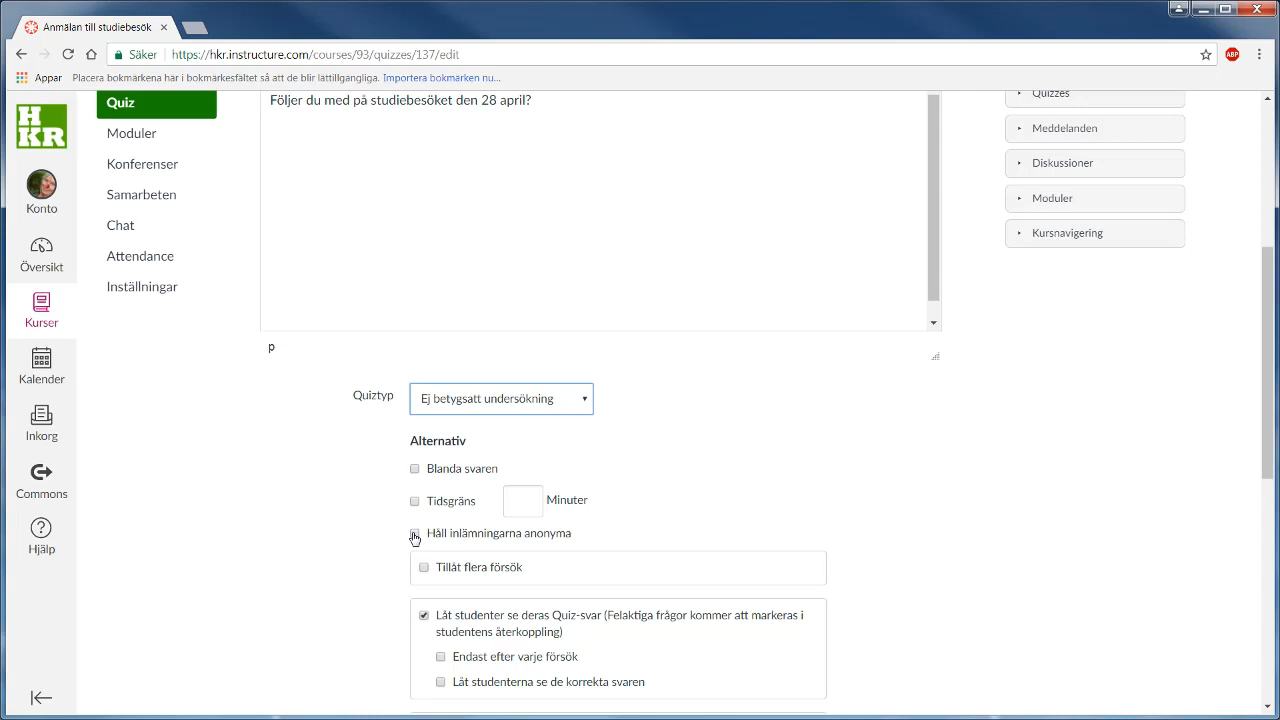 Anmälan till studiebesök
Säker https://hkr.instructure.com/courses/93/quizzes/137/edit
ABP
Appar Placera bokmärkena här i bokmärkesfältet så att de blir lättillgängliga. Importera bokmärken nu...
H
KR
Konto
Översikt
Kurser
Kalender
Inkorg
Commons
Hjälp
Quiz
Moduler
Konferenser
Samarbeten
Chat
Attendance
Inställningar
Följer du med på studiebesöket den 28 april?
p
Quiztyp Ej betygsatt undersökning
Alternativ
Blanda svaren
Tidsgräns Minuter
Håll inlämningarna anonyma
Tillåt flera försök
Låt studenter se deras Quiz-svar (Felaktiga frågor kommer att markeras i
studentens återkoppling)
Endast efter varje försök
Låt studenterna se de korrekta svaren
Quizzes
Meddelanden
Diskussioner
Moduler
Kursnavigering